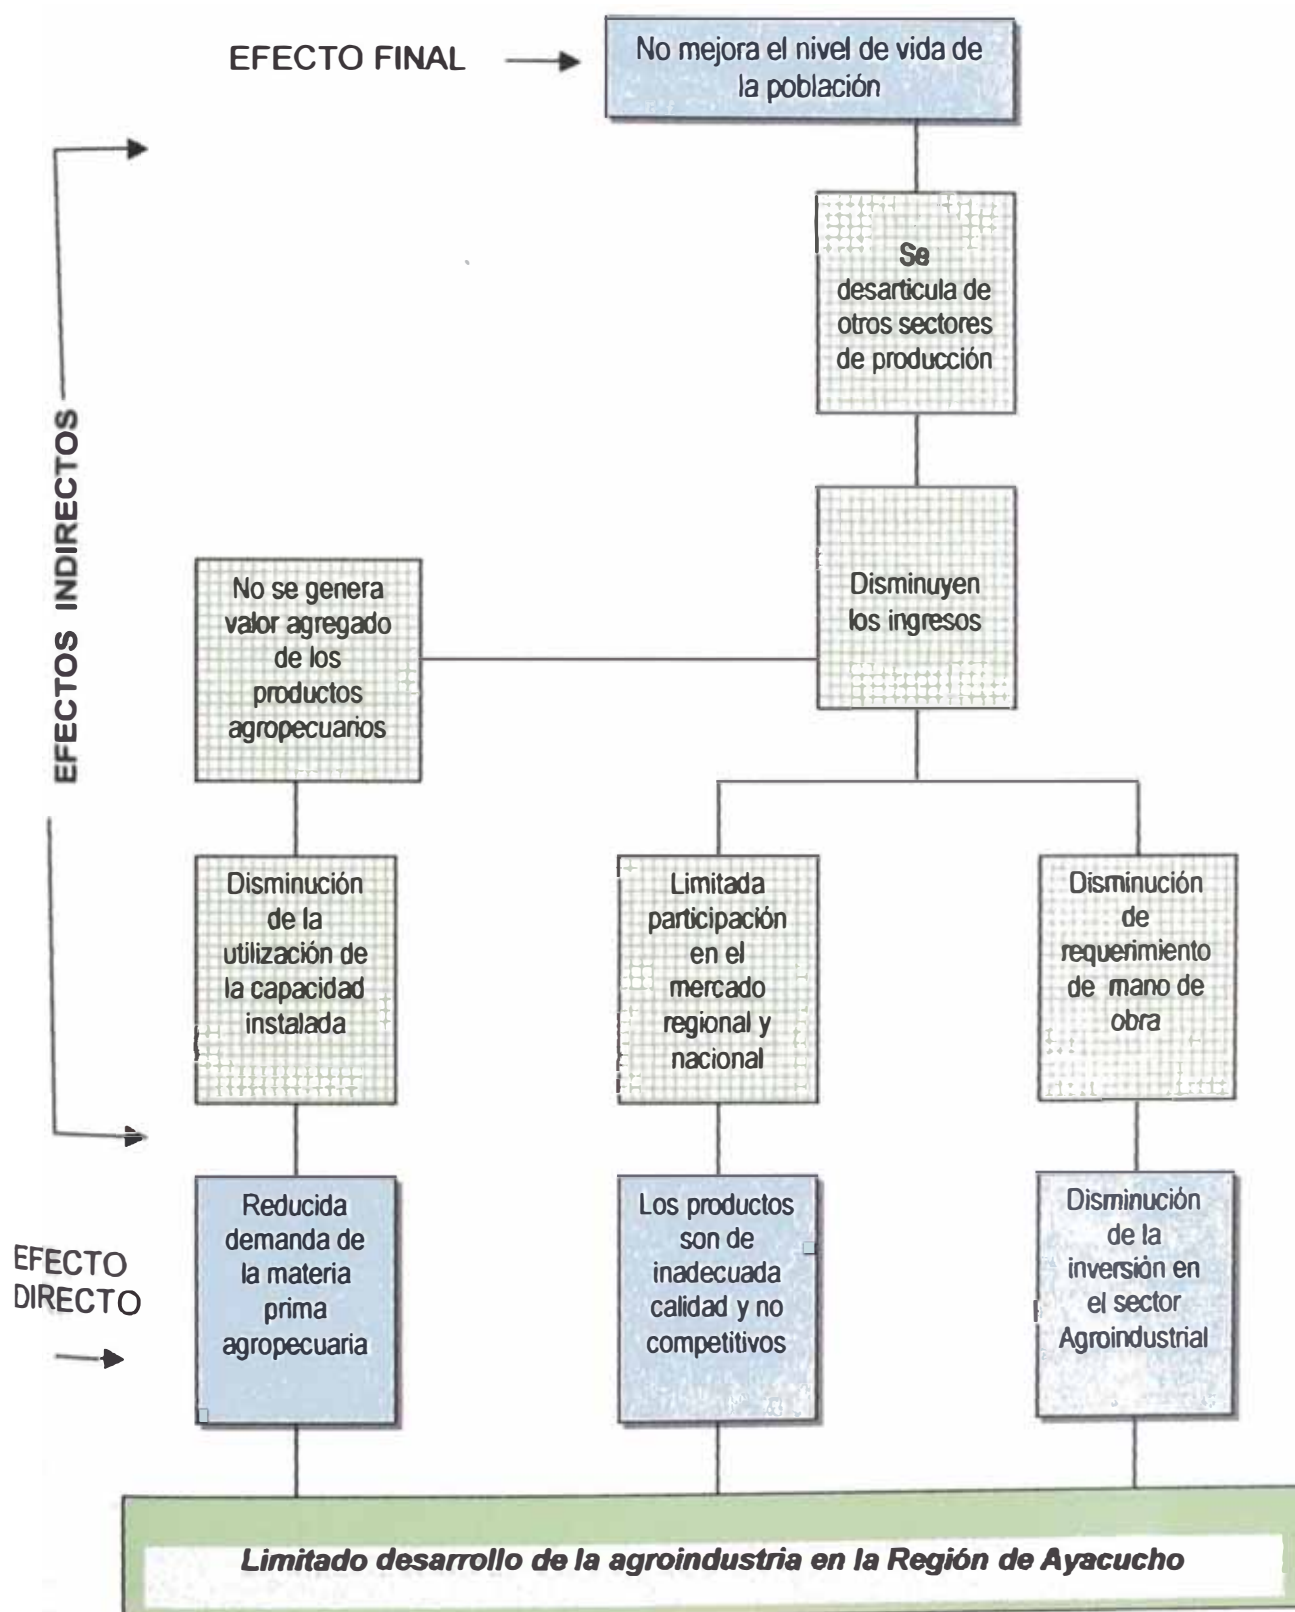 EFECTO FINAL
No mejora el nivel de vida de
la población
Se
desarticula de
otros sectores
de producción
EFECTOS INDIRECTOS
Disminuyen
los ingresos
No se genera
valor agregado
de los
productos
agropecuarios
Disminución
de la
utilización de
la capacidad
instalada
Limitada
participación
en el
mercado
regional y
nacional
Disminución
de
requerimiento
de mano de
obra
EFECTO
DIRECTO
Reducida
demanda de
la materia
prima
agropecuaria
Los productos
son de
inadecuada
calidad y no
competitivos
Disminución
de la
inversión en
el sector
Agroindustrial
Limitado desarrollo de la agroindustria en la Región de Ayacucho